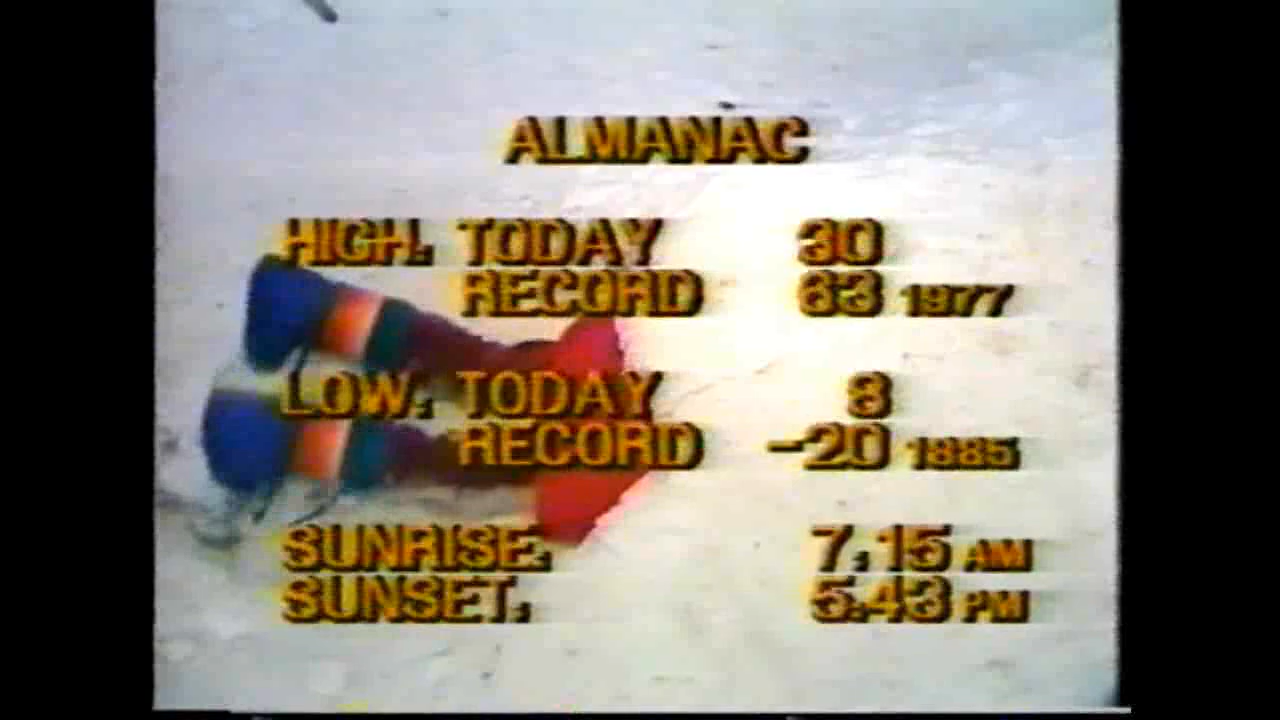 ALMANAC
HIGH: TODAY 30
RECORD 63 1977
LOW: TODAY 8
RECORD -20 1885
SUNRISE: 7:15 AM
SUNSET: 5:43 PM